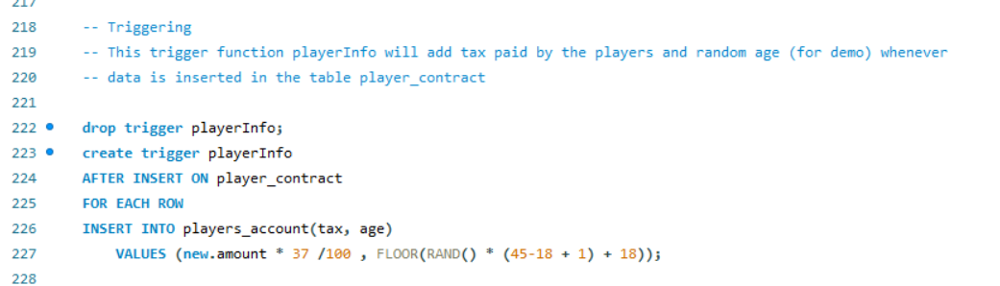 217
218 -- Triggering
219 -- This trigger function playerInfo will add tax paid by the players and random age (for demo) whenever
220 -- data is inserted in the table player_contract
221
222 drop trigger playerInfo;
223 create trigger playerInfo
224 AFTER INSERT ON player_contract
225 FOR EACH ROW
226 INSERT INTO players_account(tax, age)
227 VALUES (new.amount * 37 /100 , FLOOR(RAND() * (45-18 + 1) + 18));
228